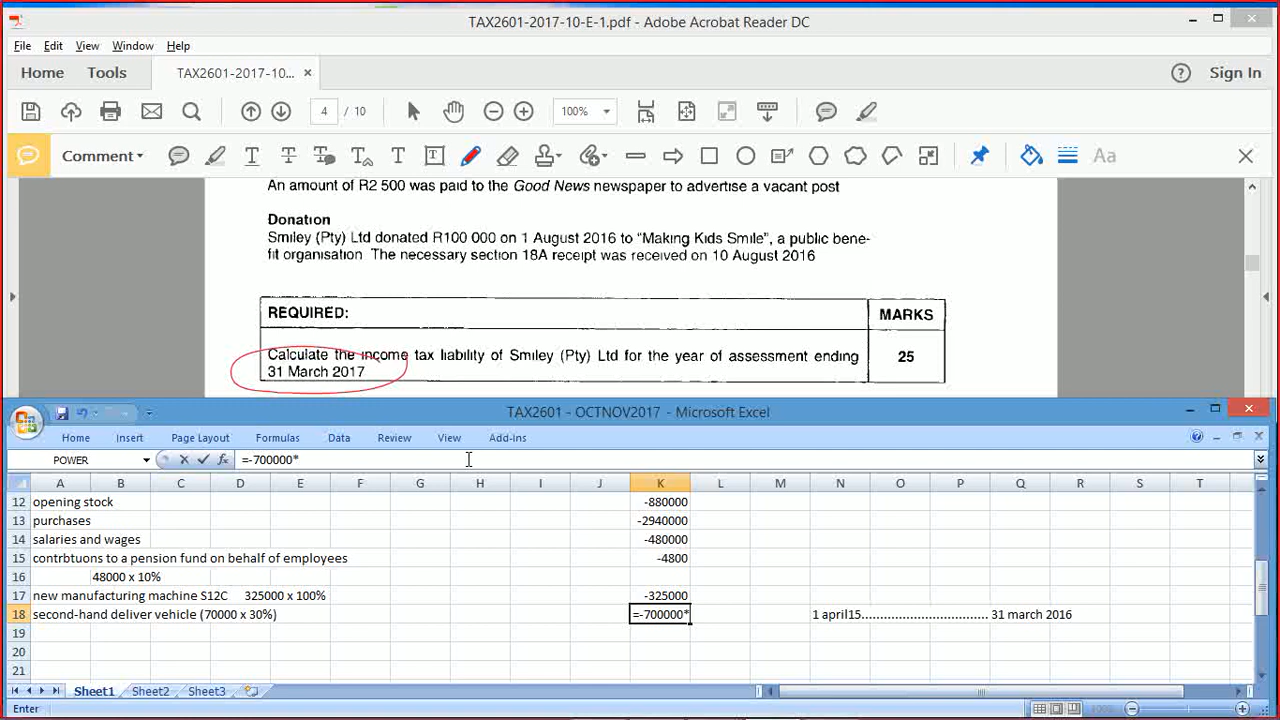 TAX2601-2017-10-E-1.pdf - Adobe Acrobat Reader DC
File Edit View Window Help
Home Tools TAX2601-2017-10... × Sign In
4 / 10 100%
Comment
An amount of R2 500 was paid to the Good News newspaper to advertise a vacant post
Donation
Smiley (Pty) Ltd donated R100 000 on 1 August 2016 to "Making Kids Smile", a public bene-
fit organisation The necessary section 18A receipt was received on 10 August 2016
REQUIRED: MARKS
Calculate the income tax liability of Smiley (Pty) Ltd for the year of assessment ending 25
31 March 2017
TAX2601 - OCTNOV2017 - Microsoft Excel
Home Insert Page Layout Formulas Data Review View Add-Ins
POWER fx =-700000*
A B C D E F G H I J K L M N O P Q R S T
12 opening stock -880000
13 purchases -2940000
14 salaries and wages -480000
15 contrbtuons to a pension fund on behalf of employees -4800
16 48000 x 10%
17 new manufacturing machine S12C 325000 x 100% -325000
18 second-hand deliver vehicle (70000 x 30%) =-700000* 1 april15.................................. 31 march 2016
19
20
21
Sheet1 Sheet2 Sheet3
Enter 100%